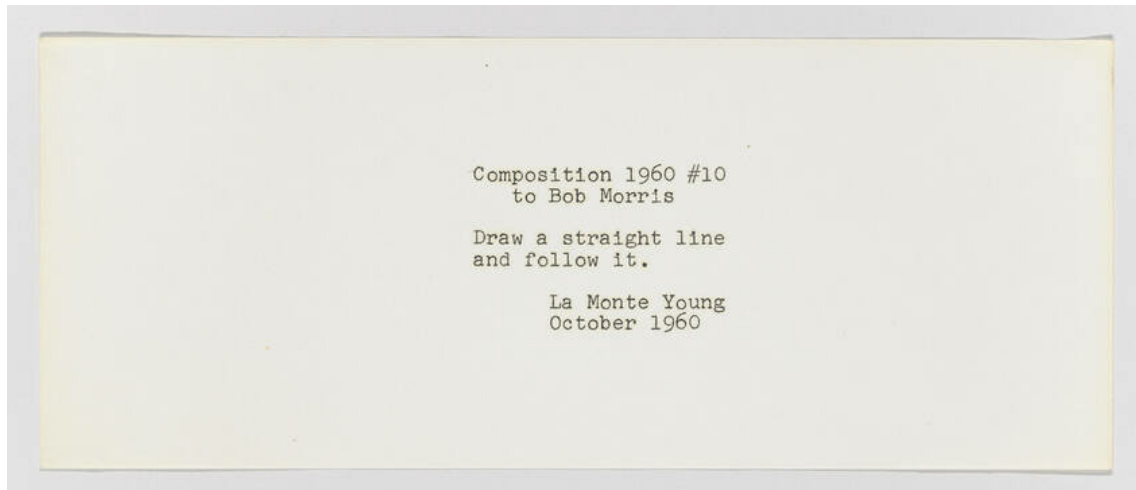 Composition 1960 #10
to Bob Morris
Draw a straight line
and follow it.
La Monte Young
October 1960